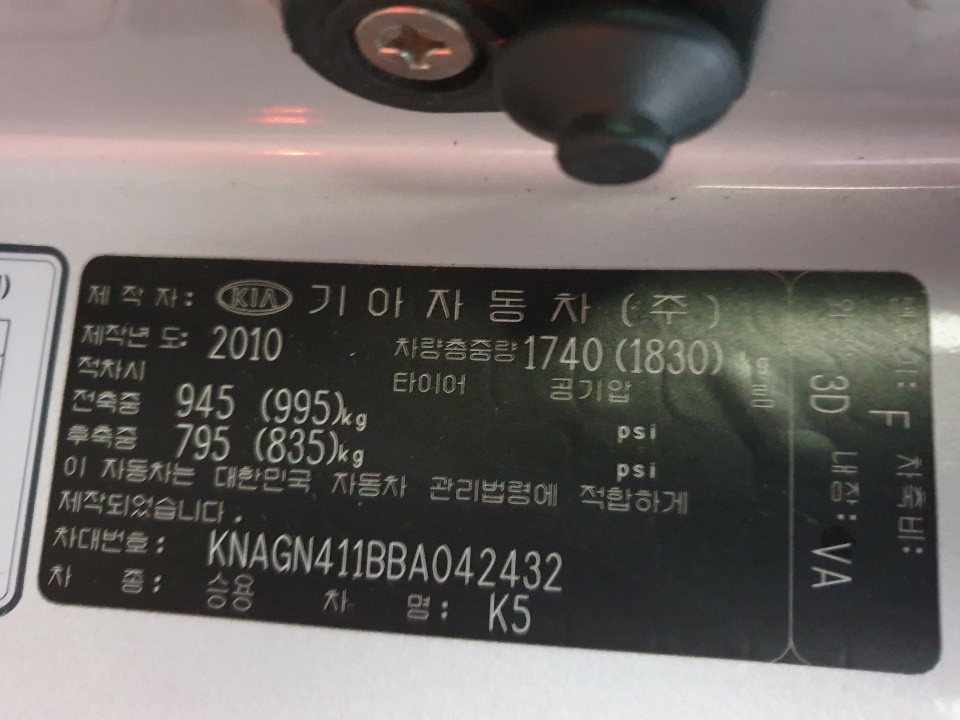 제 작 자: KIA 기 아 자 동 차 ( 주 )
제작년 도: 2010 차량총중량 1740 (1830) kg
적차시 타이어 공기압
전축중 945 (995)kg psi
후축중 795 (835)kg psi
이 자동차는 대한민국 자동차 관리법령에 적합하게
제작되었습니다.
차대번호: KNAGN411BBA042432
차 종: 승용 차 명: K5
F 차축비:
3D 내장: VA